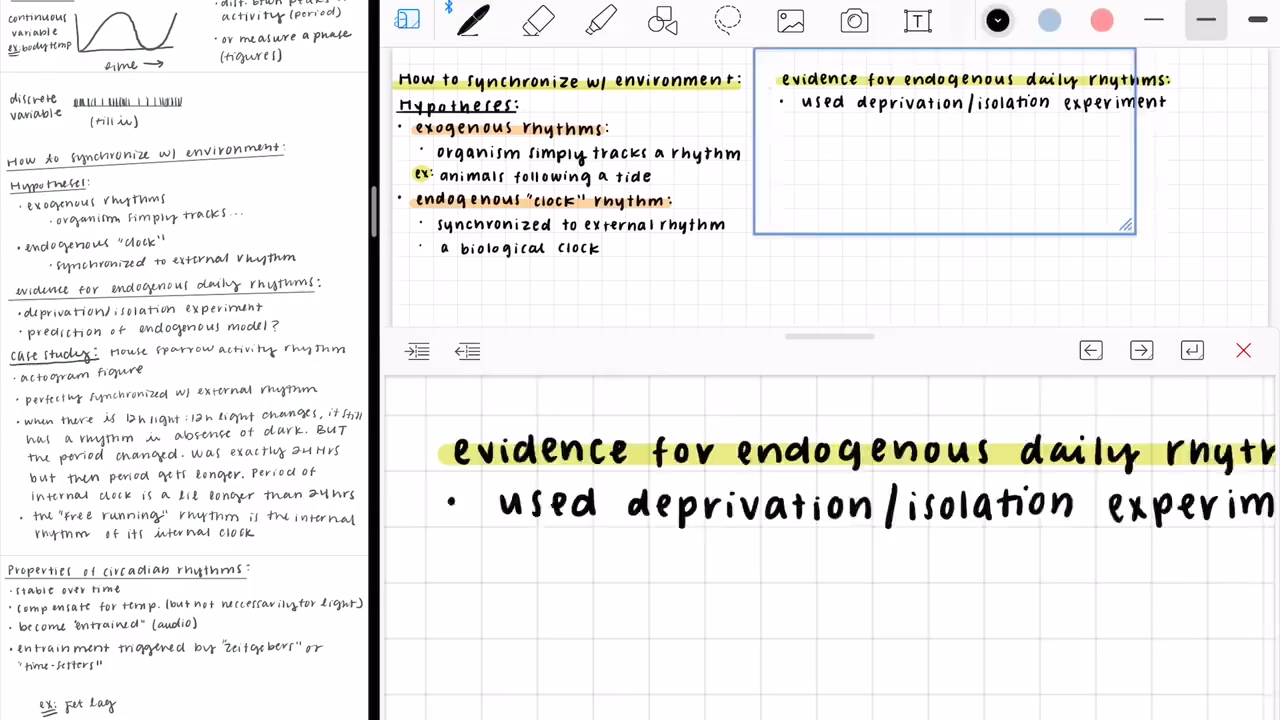 continuous
variable
ex: body temp
time →
activity (period)
• or measure a phase
(figures)
discrete
variable
How to synchronize w/ environment:
Hypotheses:
• exogenous rhythms
• organism simply tracks...
• endogenous "clock"
• synchronized to external rhythm
evidence for endogenous daily rhythms:
• deprivation/isolation experiment
• prediction of endogenous model?
case study: House sparrow activity rhythm
• actogram figure
• perfectly synchronized w/ external rhythm
• when there is 12h light:12h light changes, it still
has a rhythm in absence of dark. BUT
the period changed. was exactly 24 Hrs
but then period gets longer. Period of
internal clock is a lil longer than 24 hrs
• the "free running" rhythm is the internal
rhythm of its internal clock
Properties of circadian rhythms:
• stable over time
• compensate for temp. (but not neccessarily for light)
• become "entrained" (audio)
• entrainment triggered by "zeitgebers" or
"time-setters"
ex: jet lag
T
How to synchronize w/ environment:
Hypotheses:
• exogenous rhythms:
• organism simply tracks a rhythm
ex: animals following a tide
• endogenous "clock" rhythm:
• synchronized to external rhythm
• a biological clock
evidence for endogenous daily rhythms:
• used deprivation/isolation experiment
evidence for endogenous daily rhyth
• used deprivation/isolation experim